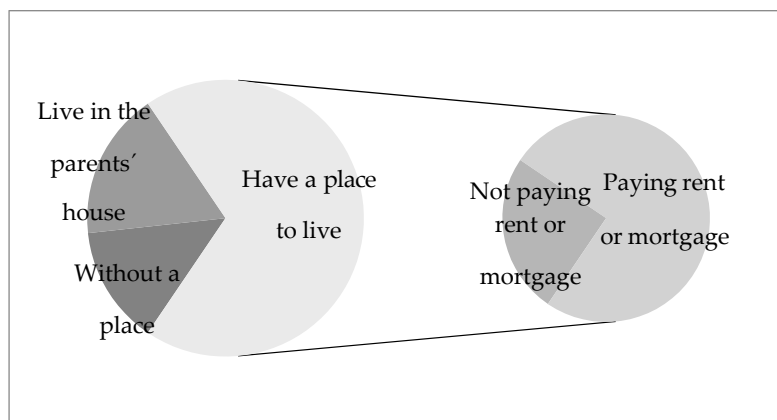 Live in the
parents´
house
Without a
place
Have a place
to live
Not paying
rent or
mortgage
Paying rent
or mortgage